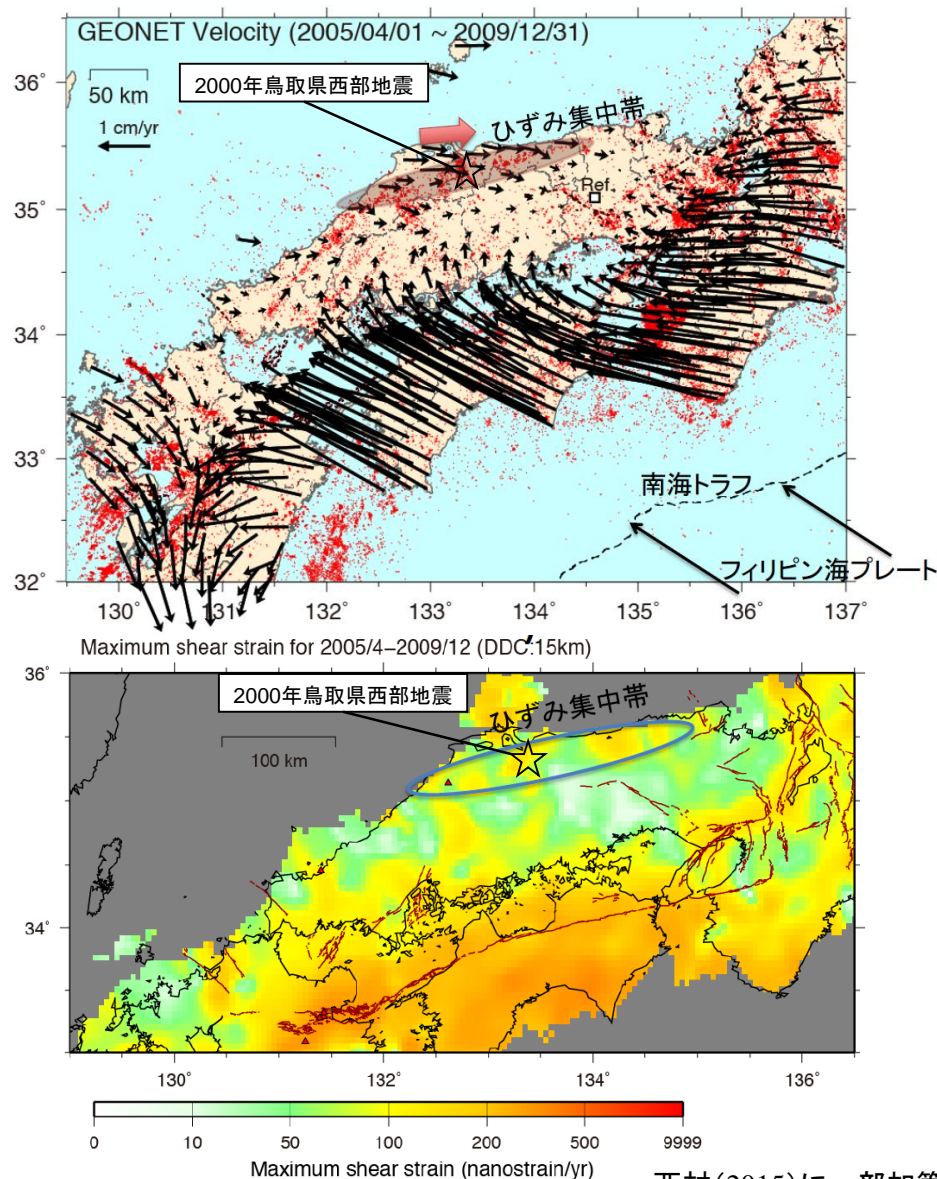 GEONET Velocity (2005/04/01 ~ 2009/12/31)
36°
50 km
1 cm/yr
2000年鳥取県西部地震
ひずみ集中帯
Ref.
35°
34°
33°
南海トラフ
フィリピン海プレート
32°
130° 131° 132° 133° 134° 135° 136° 137°
Maximum shear strain for 2005/4–2009/12 (DDC:15km)
36°
2000年鳥取県西部地震
ひずみ集中帯
100 km
34°
130° 132° 134° 136°
0 10 50 100 200 500 9999
Maximum shear strain (nanostrain/yr)